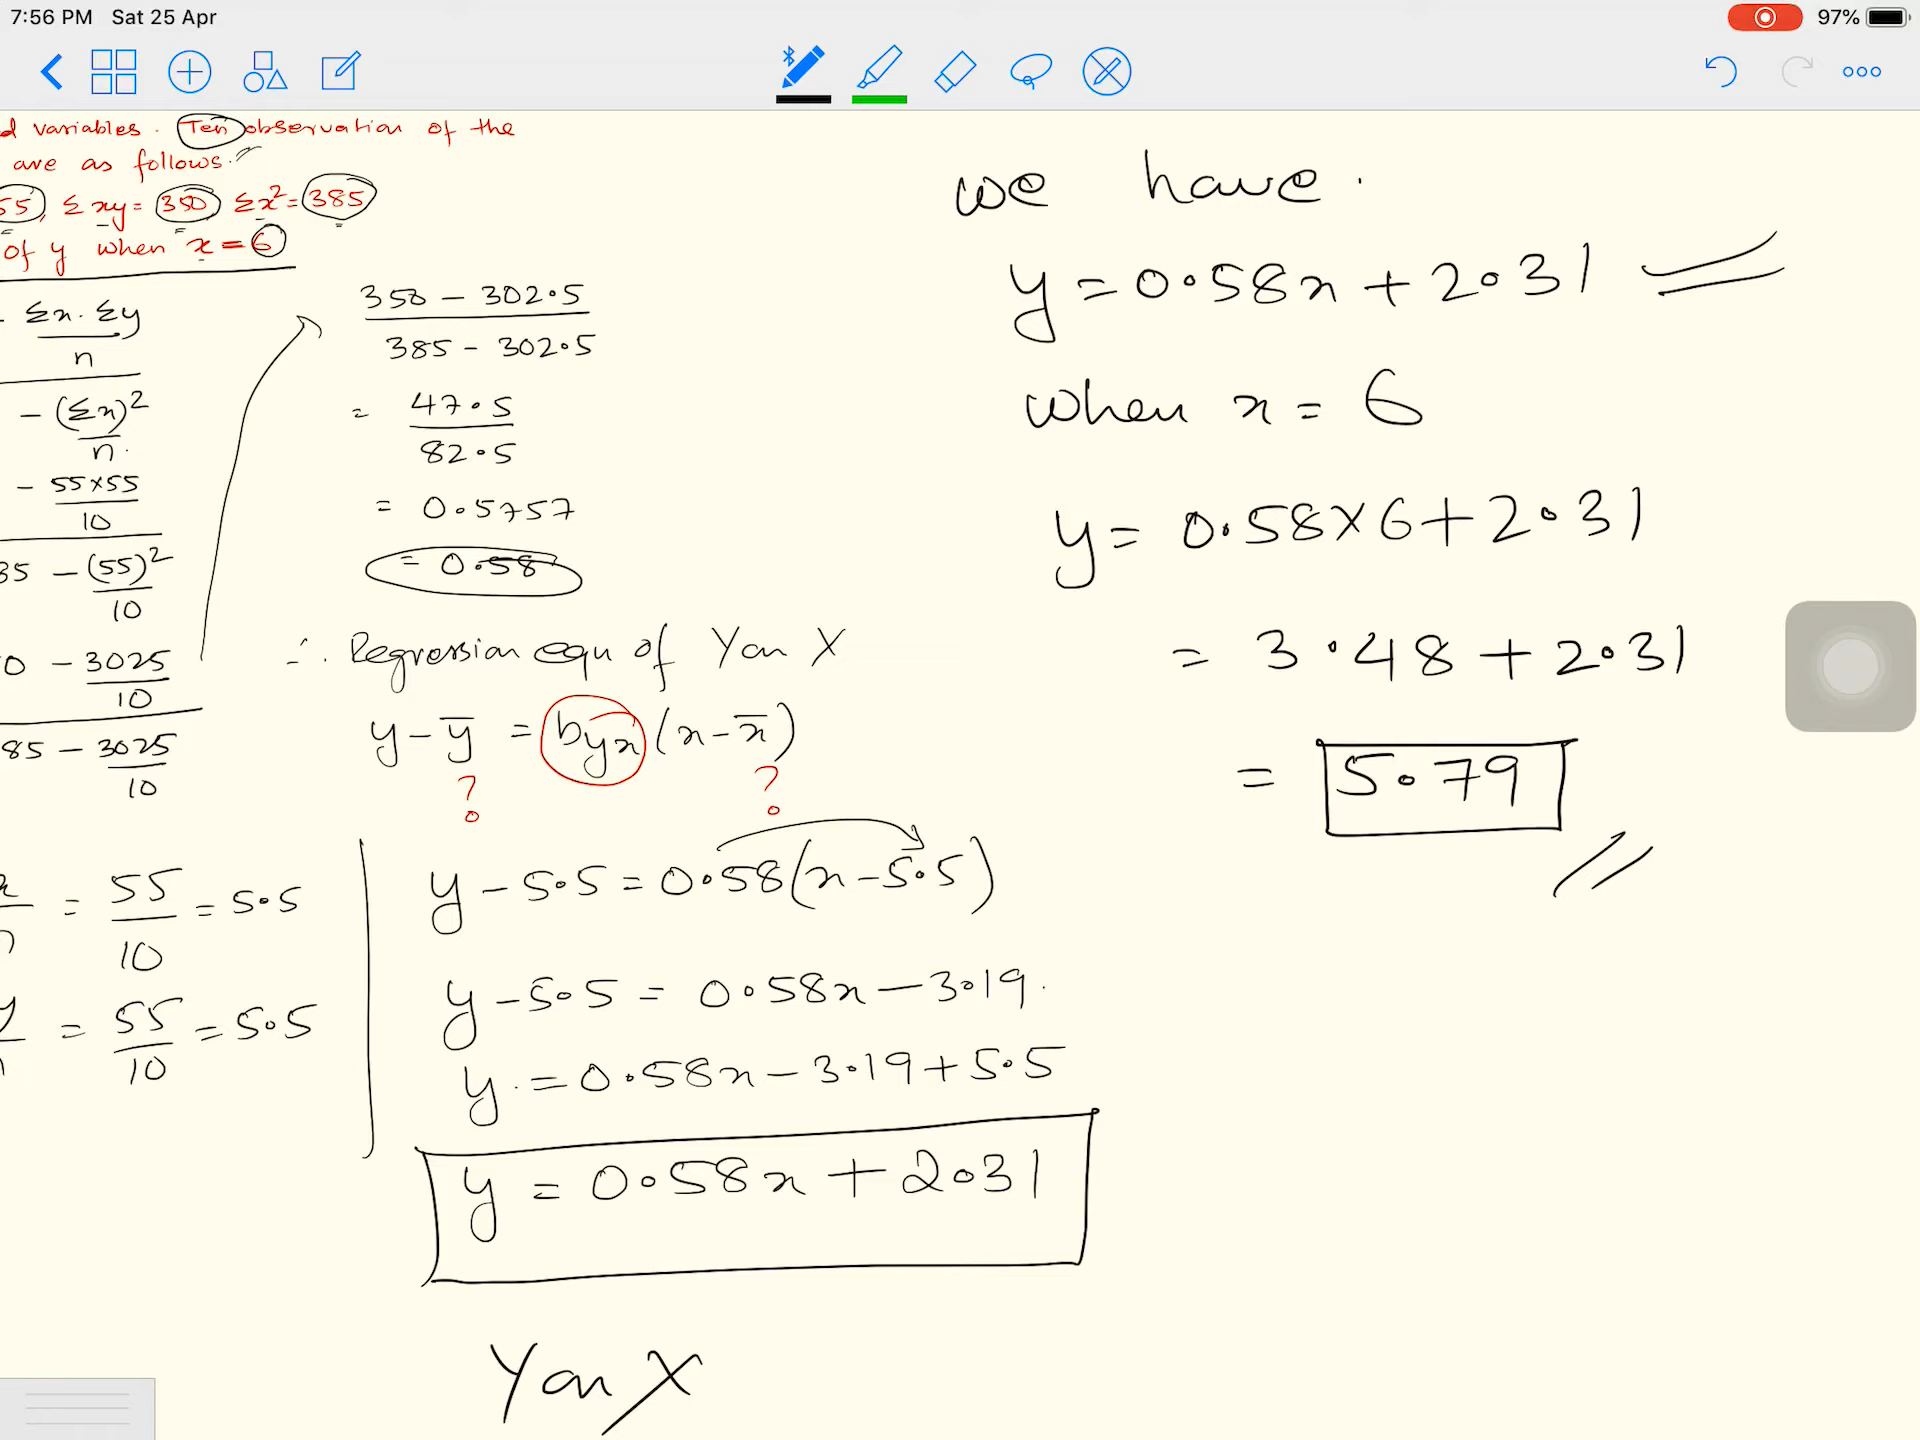 7:56 PM Sat 25 Apr
97%
d variables. Ten observation of the
are as follows.
55, Σxy = 350 Σx² = 385
of y when x = 6
- Σx. Σy
n
- (Σx)²
n.
- 55x55
10
35 - (55)²
10
0 - 3025
10
85 - 3025
10
= 55 = 5.5
10
= 55 = 5.5
10
350 - 302.5
385 - 302.5
= 47.5
82.5
= 0.5757
= 0.58
∴ Regression equn of Y on X
y - ȳ = byx (x - x̄)
? ?
y - 5.5 = 0.58(x - 5.5)
y - 5.5 = 0.58x - 3.19.
y = 0.58x - 3.19 + 5.5
y = 0.58x + 2.31
Y on X
we have.
y = 0.58x + 2.31
when x = 6
y = 0.58x6 + 2.31
= 3.48 + 2.31
= 5.79